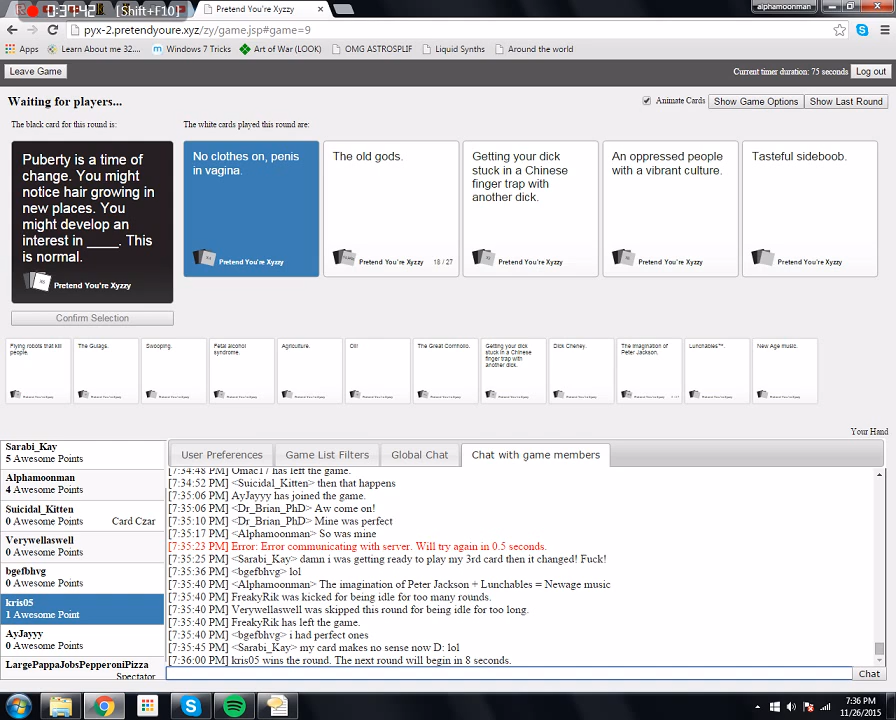 00:37:42 [Shift+F10]
Pretend You're Xyzzy
alphamoonman
pyx-2.pretendyoure.xyz/zy/game.jsp#game=9
Apps Learn About me 32.... Windows 7 Tricks Art of War (LOOK) OMG ASTROSPLIF Liquid Synths Around the world
Leave Game
Current timer duration: 75 seconds Log out
Waiting for players...
Animate Cards Show Game Options Show Last Round
The black card for this round is:
The white cards played this round are:
Puberty is a time of
change. You might
notice hair growing in
new places. You
might develop an
interest in ____. This
is normal.
Pretend You're Xyzzy
No clothes on, penis
in vagina.
Pretend You're Xyzzy
The old gods.
Pretend You're Xyzzy 18 / 27
Getting your dick
stuck in a Chinese
finger trap with
another dick.
Pretend You're Xyzzy
An oppressed people
with a vibrant culture.
Pretend You're Xyzzy
Tasteful sideboob.
Pretend You're Xyzzy
Confirm Selection
Flying robots that kill
people.
The Gulags.
Swooping.
Fetal alcohol
syndrome.
Agriculture.
Oil!
The Great Cornholio.
Getting your dick
stuck in a Chinese
finger trap with
another dick.
Dick Cheney.
The imagination of
Peter Jackson.
Lunchables™.
New Age music.
Your Hand
Sarabi_Kay
5 Awesome Points
Alphamoonman
4 Awesome Points
Suicidal_Kitten
0 Awesome Points Card Czar
Verywellaswell
0 Awesome Points
bgefbhvg
0 Awesome Points
kris05
1 Awesome Point
AyJayyy
0 Awesome Points
LargePappaJobsPepperoniPizza
Spectator
User Preferences Game List Filters Global Chat Chat with game members
[7:34:48 PM] Omac17 has left the game.
[7:34:52 PM] <Suicidal_Kitten> then that happens
[7:35:06 PM] AyJayyy has joined the game.
[7:35:06 PM] <Dr_Brian_PhD> Aw come on!
[7:35:10 PM] <Dr_Brian_PhD> Mine was perfect
[7:35:17 PM] <Alphamoonman> So was mine
[7:35:23 PM] Error: Error communicating with server. Will try again in 0.5 seconds.
[7:35:25 PM] <Sarabi_Kay> damn i was getting ready to play my 3rd card then it changed! Fuck!
[7:35:36 PM] <bgefbhvg> lol
[7:35:40 PM] <Alphamoonman> The imagination of Peter Jackson + Lunchables = Newage music
[7:35:40 PM] FreakyRik was kicked for being idle for too many rounds.
[7:35:40 PM] Verywellaswell was skipped this round for being idle for too long.
[7:35:40 PM] FreakyRik has left the game.
[7:35:40 PM] <bgefbhvg> i had perfect ones
[7:35:45 PM] <Sarabi_Kay> my card makes no sense now D: lol
[7:36:00 PM] kris05 wins the round. The next round will begin in 8 seconds.
Chat
7:36 PM
11/26/2015